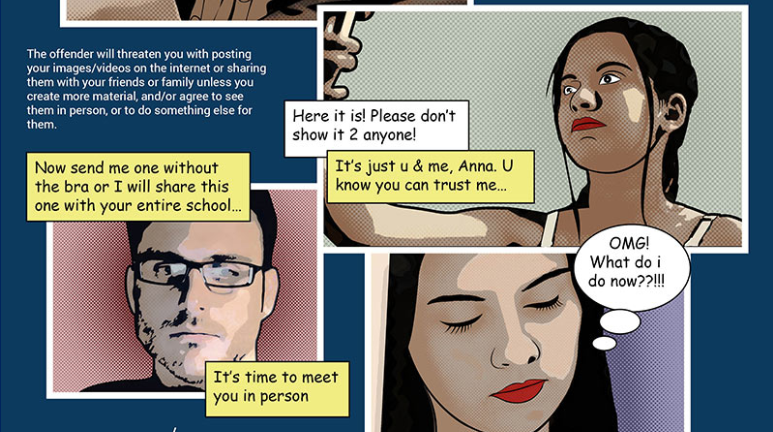 The offender will threaten you with posting
your images/videos on the internet or sharing
them with your friends or family unless you
create more material, and/or agree to see
them in person, or to do something else for
them.
Here it is! Please don't
show it 2 anyone!
It's just u & me, Anna. U
know you can trust me...
Now send me one without
the bra or I will share this
one with your entire school...
OMG!
What do i
do now??!!!
It's time to meet
you in person